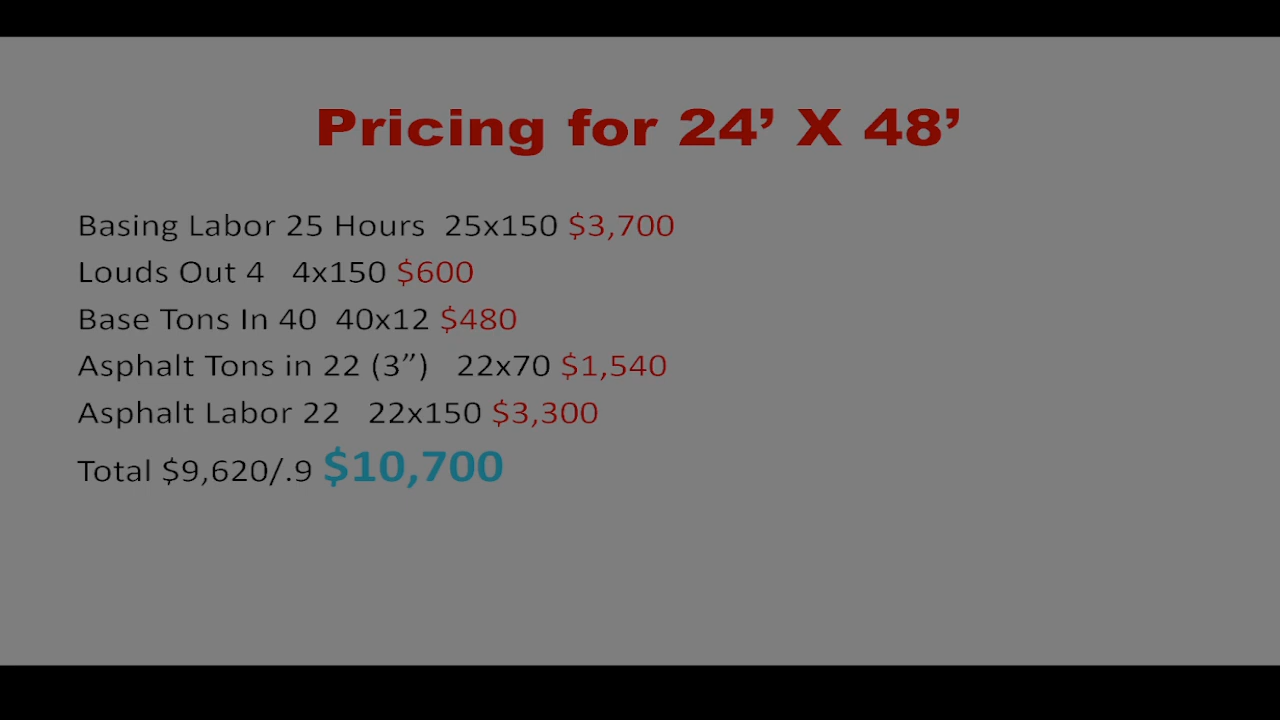 Pricing for 24’ X 48’
Basing Labor 25 Hours 25x150 $3,700
Louds Out 4 4x150 $600
Base Tons In 40 40x12 $480
Asphalt Tons in 22 (3”) 22x70 $1,540
Asphalt Labor 22 22x150 $3,300
Total $9,620/.9 $10,700